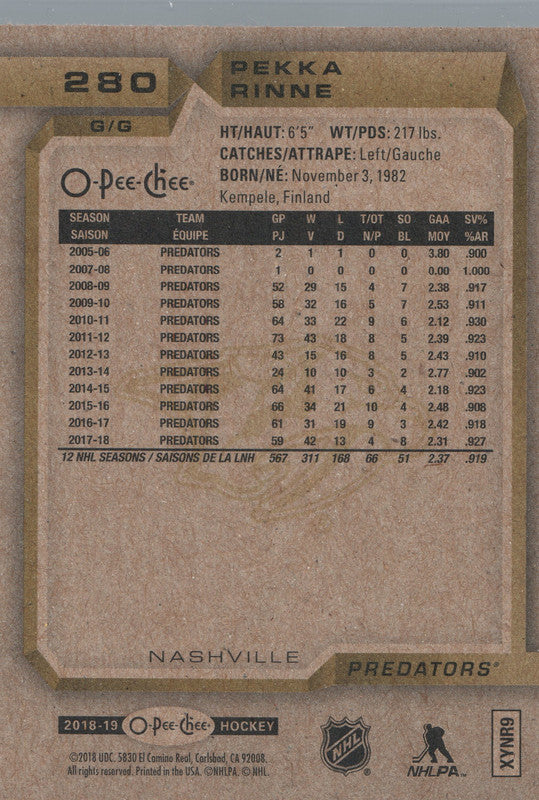 280
PEKKA
RINNE
G/G
HT/HAUT: 6'5" WT/PDS: 217 lbs.
CATCHES/ATTRAPE: Left/Gauche
BORN/NÉ: November 3, 1982
Kempele, Finland
O-Pee-Chee®
SEASON TEAM GP W L T/OT SO GAA SV%
SAISON ÉQUIPE PJ V D N/P BL MOY %AR
2005-06 PREDATORS 2 1 1 0 0 3.80 .900
2007-08 PREDATORS 1 0 0 0 0 0.00 1.000
2008-09 PREDATORS 52 29 15 4 7 2.38 .917
2009-10 PREDATORS 58 32 16 5 7 2.53 .911
2010-11 PREDATORS 64 33 22 9 6 2.12 .930
2011-12 PREDATORS 73 43 18 8 5 2.39 .923
2012-13 PREDATORS 43 15 16 8 5 2.43 .910
2013-14 PREDATORS 24 10 10 3 2 2.77 .902
2014-15 PREDATORS 64 41 17 6 4 2.18 .923
2015-16 PREDATORS 66 34 21 10 4 2.48 .908
2016-17 PREDATORS 61 31 19 9 3 2.42 .918
2017-18 PREDATORS 59 42 13 4 8 2.31 .927
12 NHL SEASONS / SAISONS DE LA LNH 567 311 168 66 51 2.37 .919
NASHVILLE
PREDATORS®
2018-19 O-Pee-Chee® HOCKEY
©2018 UDC. 5830 El Camino Real, Carlsbad, CA 92008.
All rights reserved. Printed in the USA. ©NHLPA. © NHL.
NHL®
NHLPA™
XYNR9